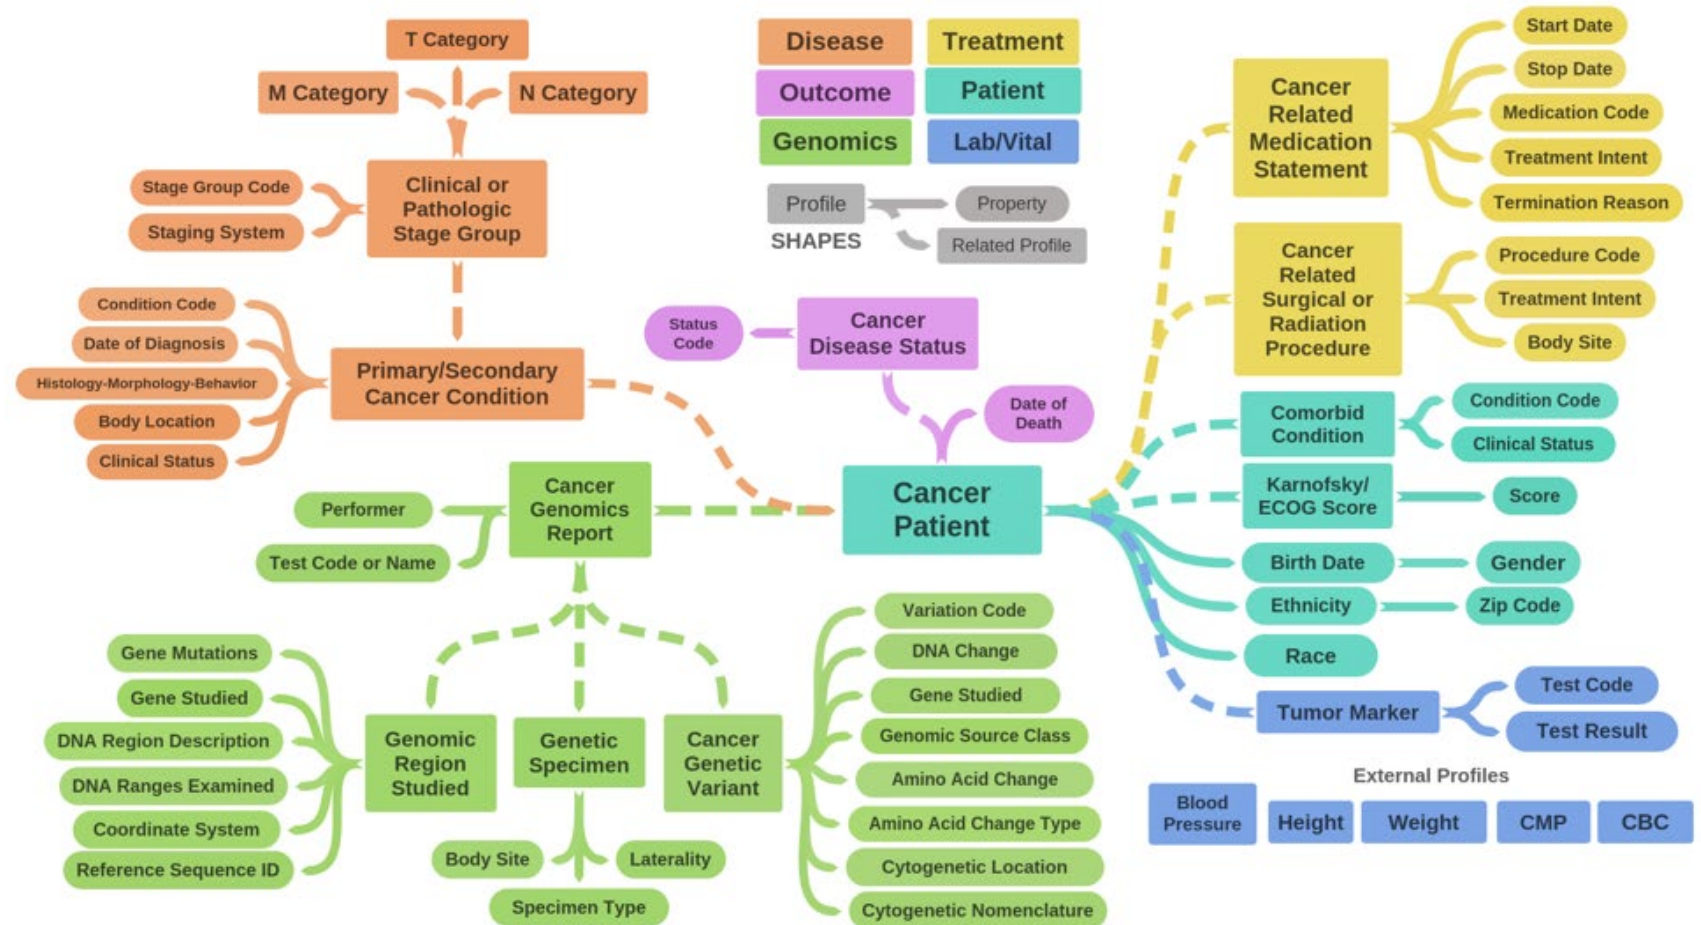 T Category
M Category
N Category
Clinical or
Pathologic
Stage Group
Stage Group Code
Staging System
Condition Code
Date of Diagnosis
Histology-Morphology-Behavior
Body Location
Clinical Status
Primary/Secondary
Cancer Condition
Disease
Treatment
Outcome
Patient
Genomics
Lab/Vital
Profile
Property
SHAPES
Related Profile
Status
Code
Cancer
Disease Status
Date of
Death
Cancer
Patient
Cancer
Genomics
Report
Performer
Test Code or Name
Gene Mutations
Gene Studied
DNA Region Description
DNA Ranges Examined
Coordinate System
Reference Sequence ID
Genomic
Region
Studied
Genetic
Specimen
Body Site
Laterality
Specimen Type
Cancer
Genetic
Variant
Variation Code
DNA Change
Gene Studied
Genomic Source Class
Amino Acid Change
Amino Acid Change Type
Cytogenetic Location
Cytogenetic Nomenclature
Cancer
Related
Medication
Statement
Start Date
Stop Date
Medication Code
Treatment Intent
Termination Reason
Cancer
Related
Surgical or
Radiation
Procedure
Procedure Code
Treatment Intent
Body Site
Comorbid
Condition
Condition Code
Clinical Status
Karnofsky/
ECOG Score
Score
Birth Date
Gender
Ethnicity
Zip Code
Race
Tumor Marker
Test Code
Test Result
External Profiles
Blood
Pressure
Height
Weight
CMP
CBC